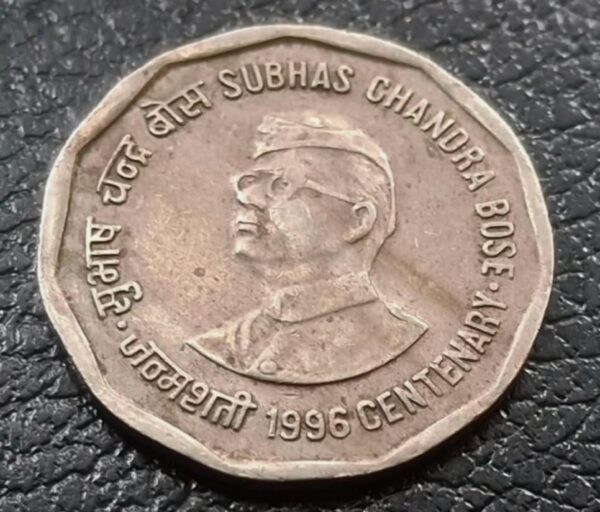 सुभाष चन्द्र बोस SUBHAS CHANDRA BOSE.
जन्मशती 1996 CENTENARY.